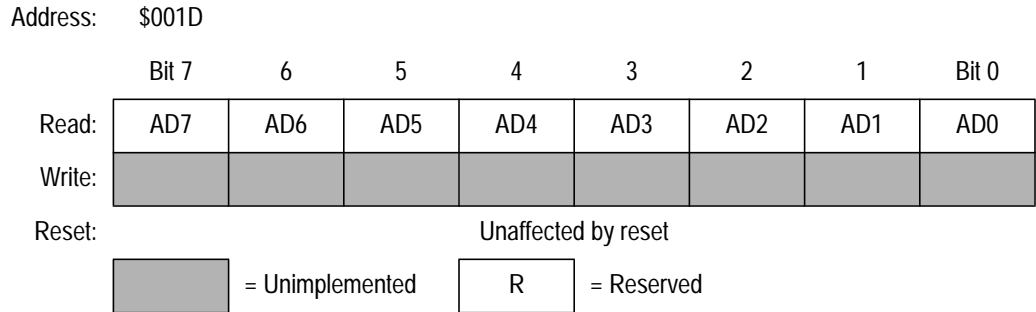 Address: $001D
Bit 7 6 5 4 3 2 1 Bit 0
Read: AD7 AD6 AD5 AD4 AD3 AD2 AD1 AD0
Write:
Reset: Unaffected by reset
= Unimplemented R = Reserved